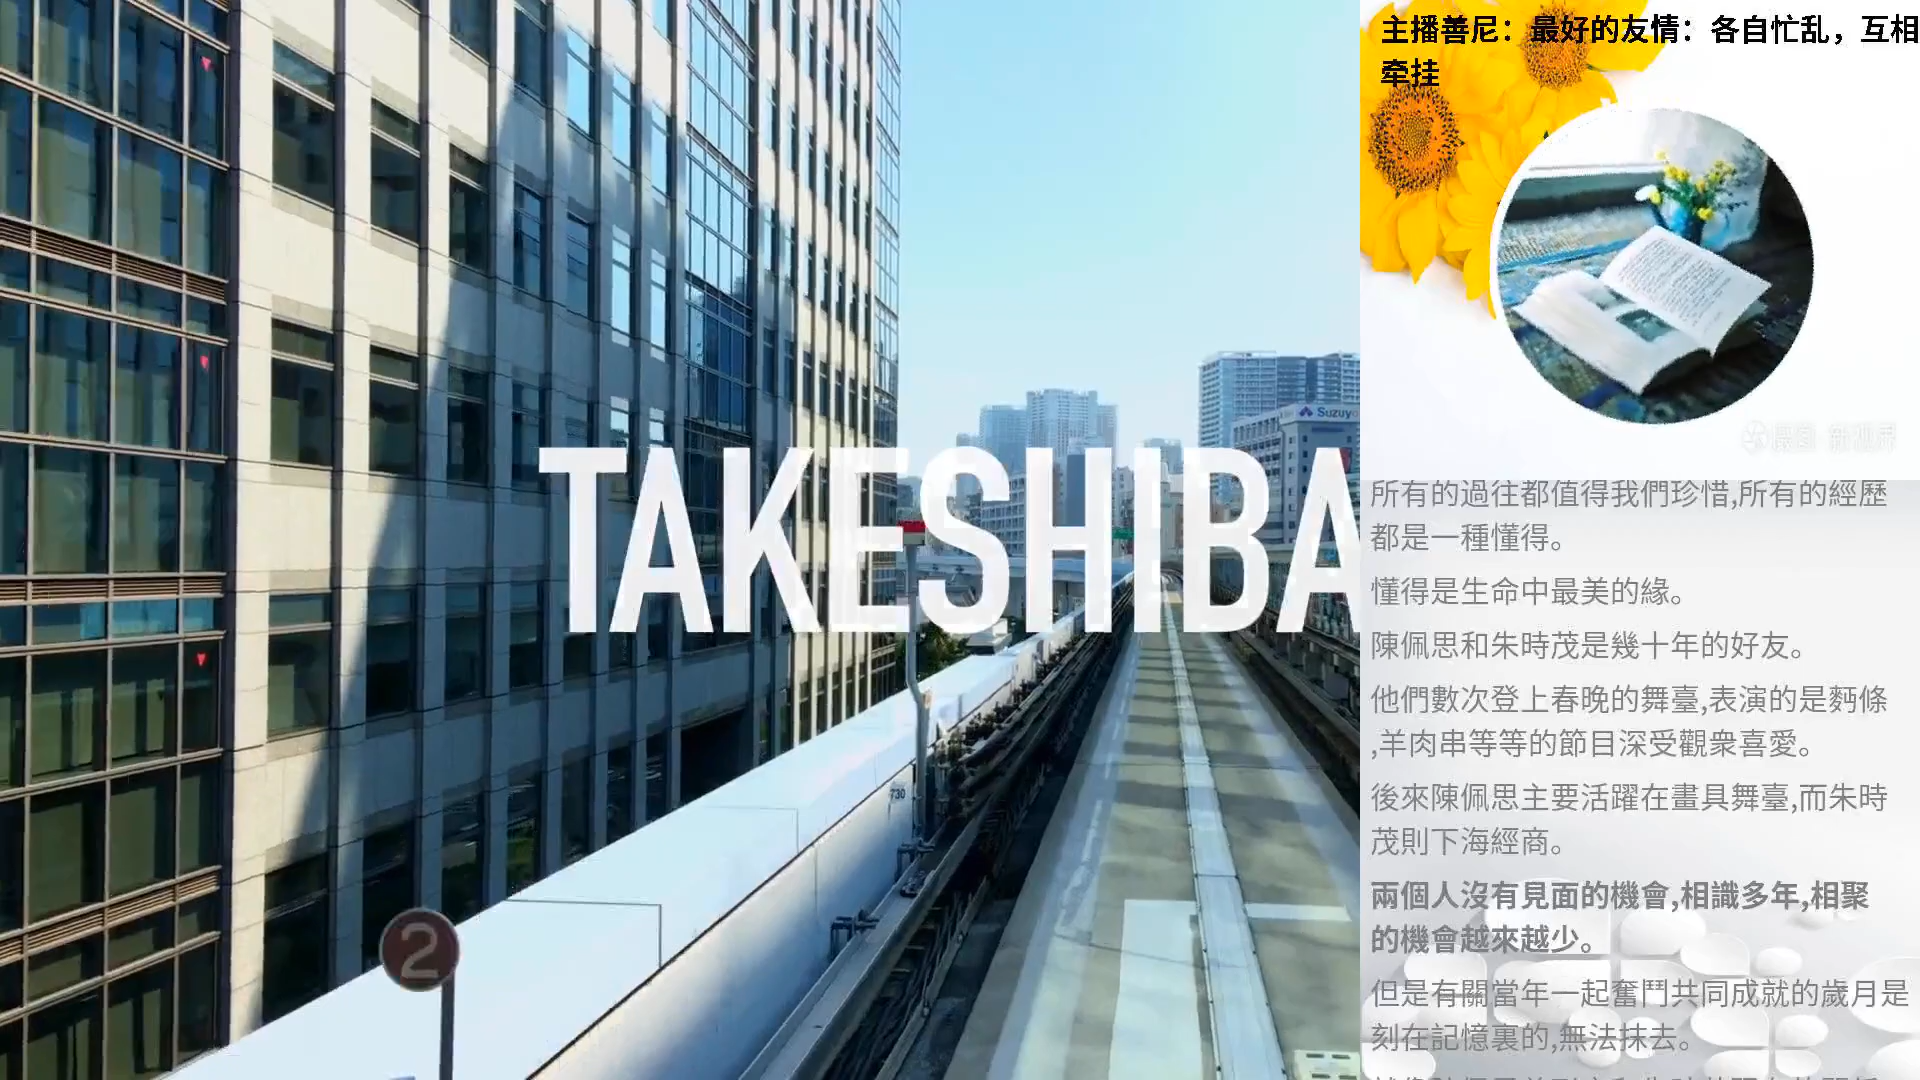 TAKESHIBA
Suzuyo
730
2
主播善尼：最好的友情：各自忙乱，互相
牵挂
所有的過往都值得我們珍惜,所有的經歷
都是一種懂得。
懂得是生命中最美的緣。
陳佩思和朱時茂是幾十年的好友。
他們數次登上春晚的舞臺,表演的是麪條
,羊肉串等等的節目深受觀衆喜愛。
後來陳佩思主要活躍在畫具舞臺,而朱時
茂則下海經商。
兩個人沒有見面的機會,相識多年,相聚
的機會越來越少。
但是有關當年一起奮鬥共同成就的歲月是
刻在記憶裏的,無法抹去。